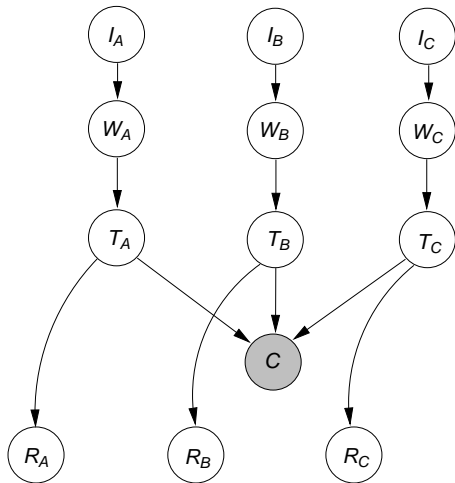 I_A I_B I_C
W_A W_B W_C
T_A T_B T_C
C
R_A R_B R_C